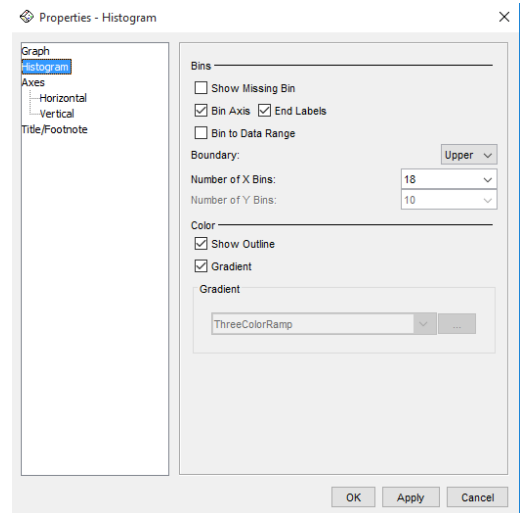 Properties - Histogram
Graph
Histogram
Axes
Horizontal
Vertical
Title/Footnote
Bins
Show Missing Bin
Bin Axis End Labels
Bin to Data Range
Boundary: Upper
Number of X Bins: 18
Number of Y Bins: 10
Color
Show Outline
Gradient
Gradient
ThreeColorRamp ...
OK Apply Cancel